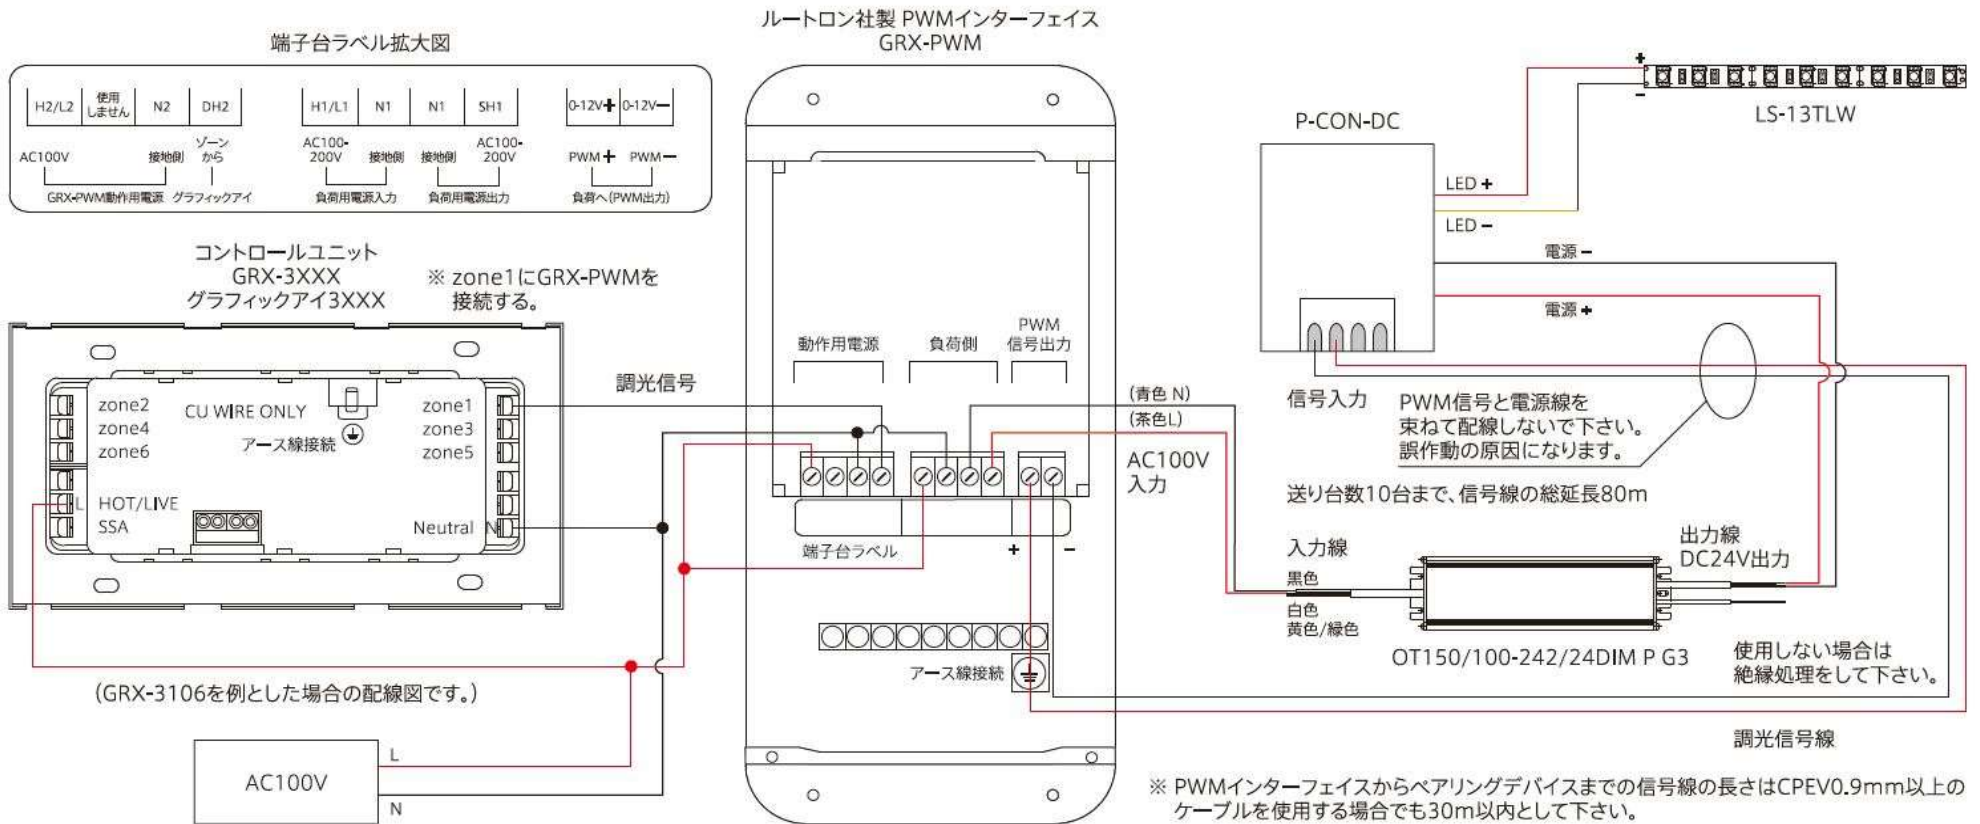 端子台ラベル拡大図
H2/L2
使用
しません
N2
DH2
H1/L1
N1
N1
SH1
0-12V+
0-12V−
AC100V
接地側
ゾーン
から
AC100-
200V
接地側
接地側
AC100-
200V
PWM+
PWM−
GRX-PWM動作用電源
グラフィックアイ
負荷用電源入力
負荷用電源出力
負荷へ(PWM出力)
コントロールユニット
GRX-3XXX
グラフィックアイ3XXX
※ zone1にGRX-PWMを
接続する。
zone2
zone4
zone6
CU WIRE ONLY
アース線接続
zone1
zone3
zone5
L
HOT/LIVE
SSA
Neutral
N
調光信号
(GRX-3106を例とした場合の配線図です。)
AC100V
L
N
ルートロン社製 PWMインターフェイス
GRX-PWM
動作用電源
負荷側
PWM
信号出力
端子台ラベル
+
−
アース線接続
(青色 N)
(茶色L)
AC100V
入力
P-CON-DC
LED +
LED −
電源 −
電源 +
信号入力
+
−
LS-13TLW
PWM信号と電源線を
束ねて配線しないで下さい。
誤作動の原因になります。
送り台数10台まで、信号線の総延長80m
入力線
黒色
白色
黄色/緑色
出力線
DC24V出力
OT150/100-242/24DIM P G3
使用しない場合は
絶縁処理をして下さい。
調光信号線
※ PWMインターフェイスからペアリングデバイスまでの信号線の長さはCPEV0.9mm以上の
ケーブルを使用する場合でも30m以内として下さい。